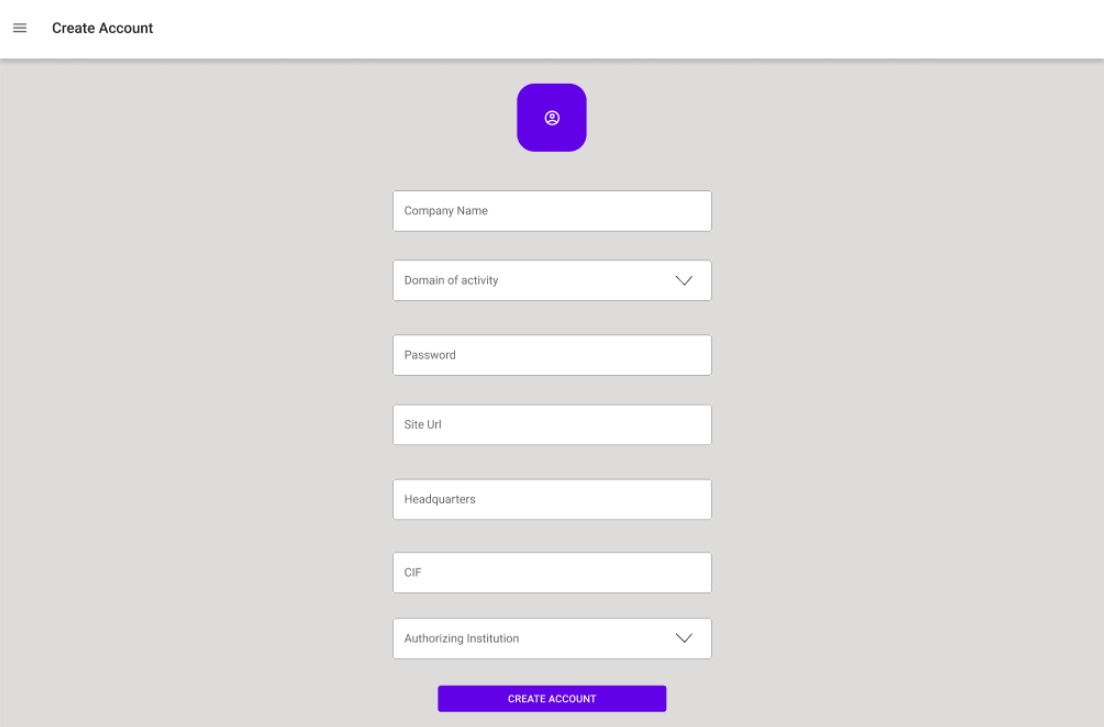 Create Account
Company Name
Domain of activity
Password
Site Url
Headquarters
CIF
Authorizing Institution
CREATE ACCOUNT